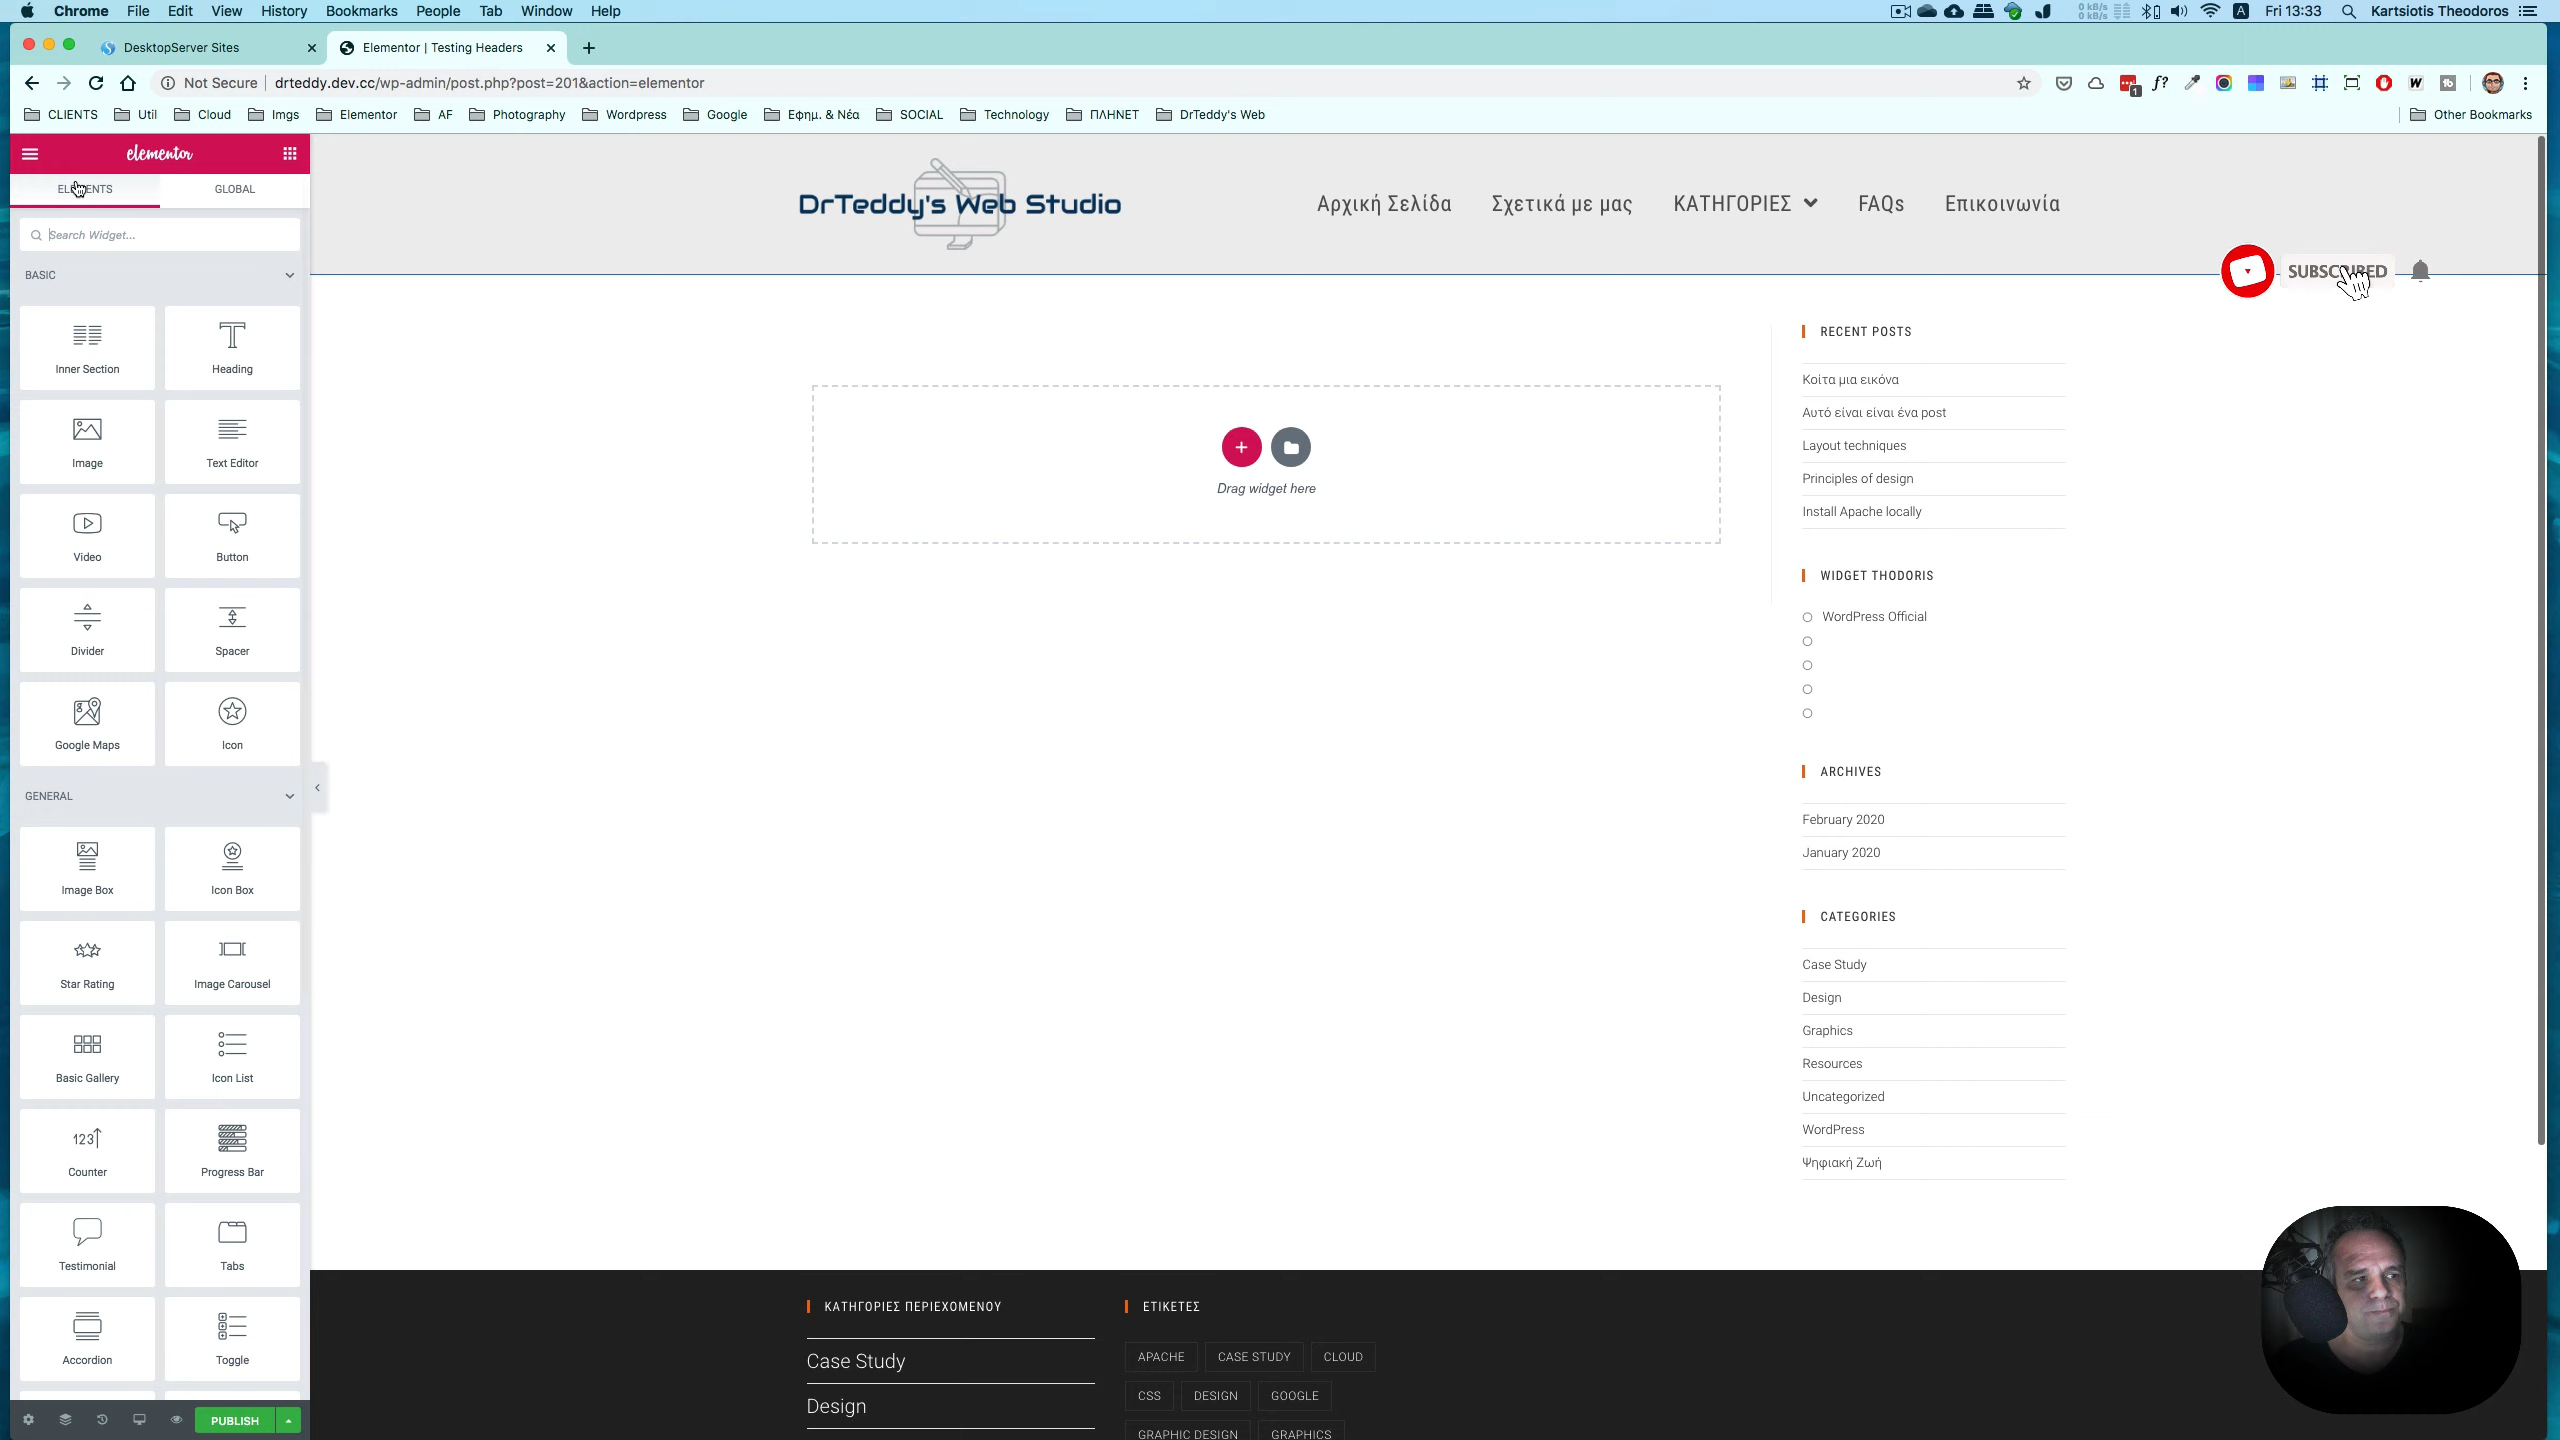 Chrome File Edit View History Bookmarks People Tab Window Help
0 kB/s
0 kB/s
A Fri 13:33 Kartsiotis Theodoros
DesktopServer Sites
Elementor | Testing Headers
Not Secure drteddy.dev.cc/wp-admin/post.php?post=201&action=elementor
CLIENTS Util Cloud Imgs Elementor AF Photography Wordpress Google Εφημ. & Νέα SOCIAL Technology ΠΛΗΝΕΤ DrTeddy's Web Other Bookmarks
elementor
ELEMENTS GLOBAL
Search Widget...
BASIC
Inner Section Heading
Image Text Editor
Video Button
Divider Spacer
Google Maps Icon
GENERAL
Image Box Icon Box
Star Rating Image Carousel
Basic Gallery Icon List
123
Counter Progress Bar
Testimonial Tabs
Accordion Toggle
PUBLISH
DrTeddy's Web Studio
Αρχική Σελίδα Σχετικά με μας ΚΑΤΗΓΟΡΙΕΣ FAQs Επικοινωνία
SUBSCRIBED
Drag widget here
RECENT POSTS
Κοίτα μια εικόνα
Αυτό είναι είναι ένα post
Layout techniques
Principles of design
Install Apache locally
WIDGET THODORIS
WordPress Official
ARCHIVES
February 2020
January 2020
CATEGORIES
Case Study
Design
Graphics
Resources
Uncategorized
WordPress
Ψηφιακή Ζωή
ΚΑΤΗΓΟΡΙΕΣ ΠΕΡΙΕΧΟΜΕΝΟΥ
Case Study
Design
ΕΤΙΚΕΤΕΣ
APACHE CASE STUDY CLOUD
CSS DESIGN GOOGLE
GRAPHIC DESIGN GRAPHICS